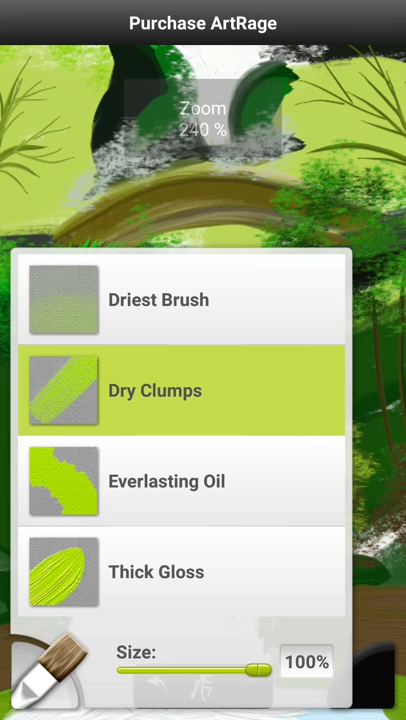 Purchase ArtRage
Zoom
240 %
Driest Brush
Dry Clumps
Everlasting Oil
Thick Gloss
Size:
100%